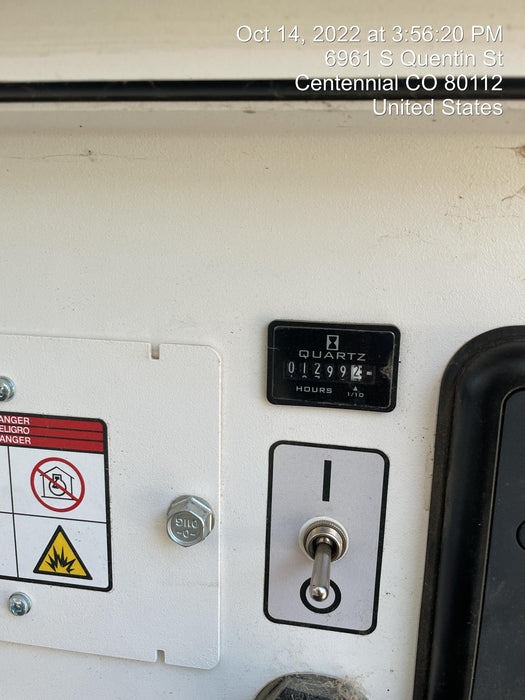 Oct 14, 2022 at 3:56:20 PM
6961 S Quentin St
Centennial CO 80112
United States
QUARTZ
012992
HOURS 1/10
ANGER
ELIGRO
ANGER
9110
-O-